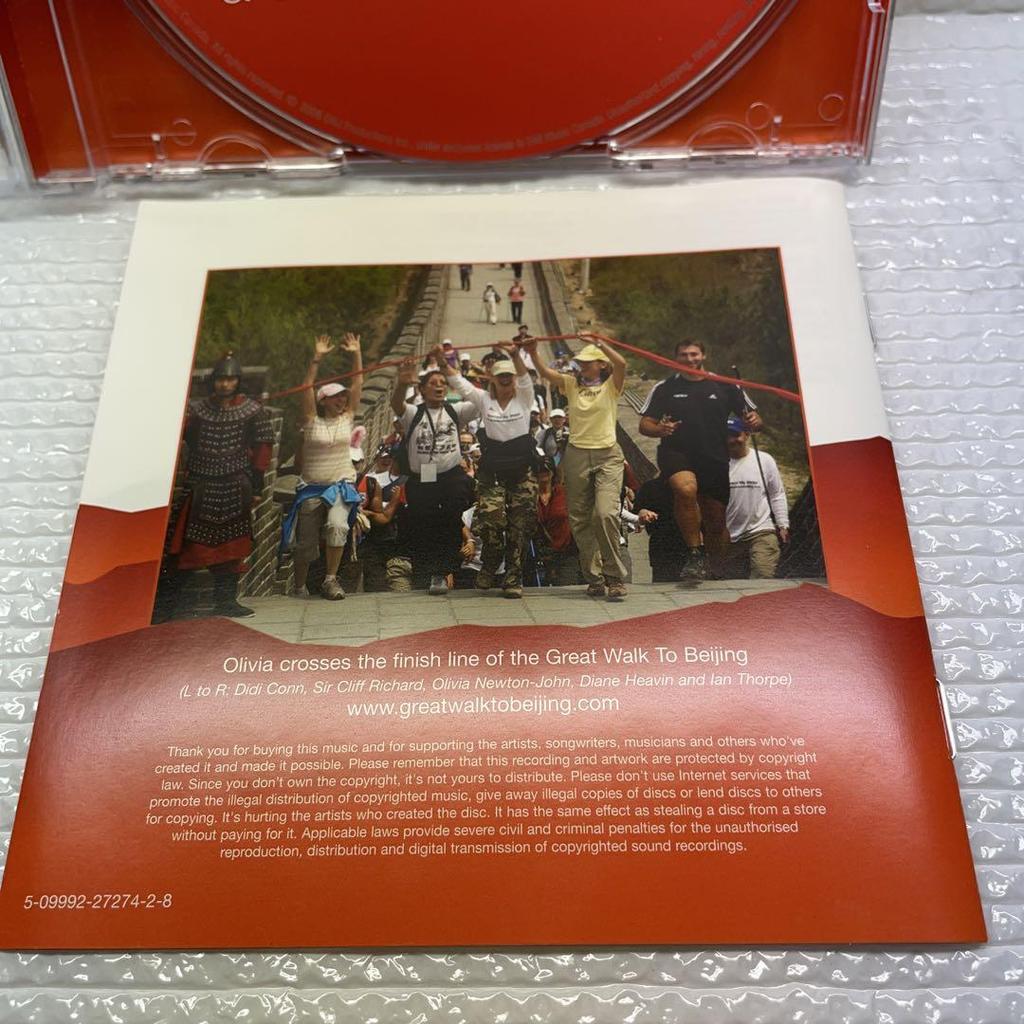 Olivia crosses the finish line of the Great Walk To Beijing
(L to R: Didi Conn, Sir Cliff Richard, Olivia Newton-John, Diane Heavin and Ian Thorpe)
www.greatwalktobeijing.com
Thank you for buying this music and for supporting the artists, songwriters, musicians and others who've
created it and made it possible. Please remember that this recording and artwork are protected by copyright
law. Since you don't own the copyright, it's not yours to distribute. Please don't use Internet services that
promote the illegal distribution of copyrighted music, give away illegal copies of discs or lend discs to others
for copying. It's hurting the artists who created the disc. It has the same effect as stealing a disc from a store
without paying for it. Applicable laws provide severe civil and criminal penalties for the unauthorised
reproduction, distribution and digital transmission of copyrighted sound recordings.
5-09992-27274-2-8